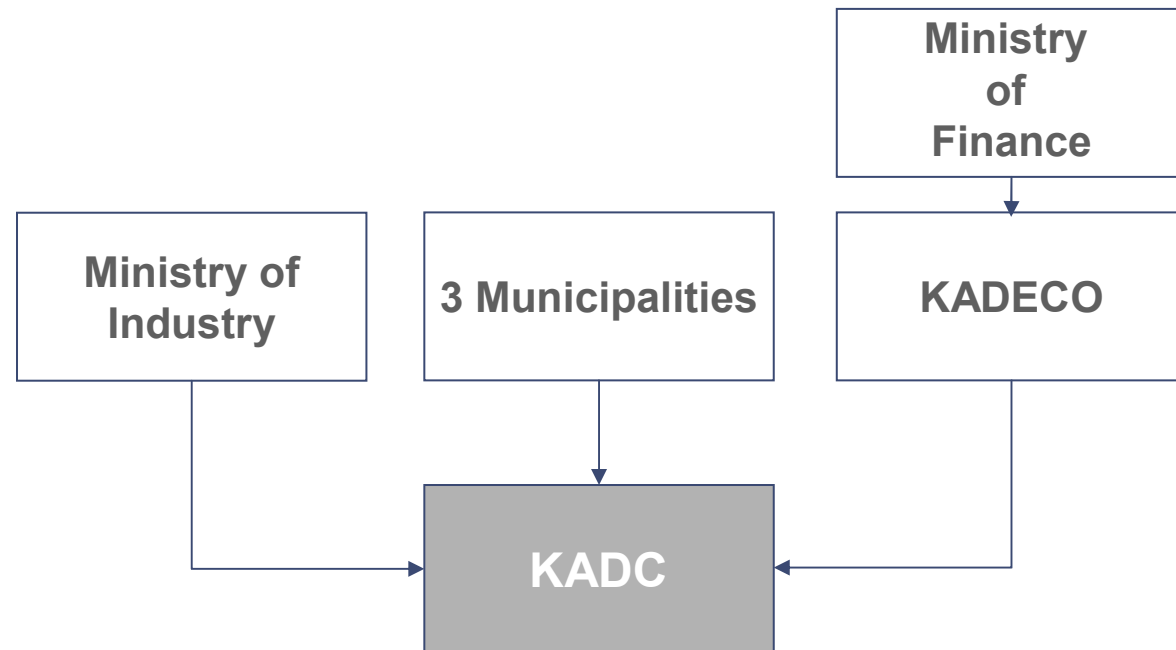 Ministry
of
Finance
Ministry of
Industry
3 Municipalities
KADECO
KADC